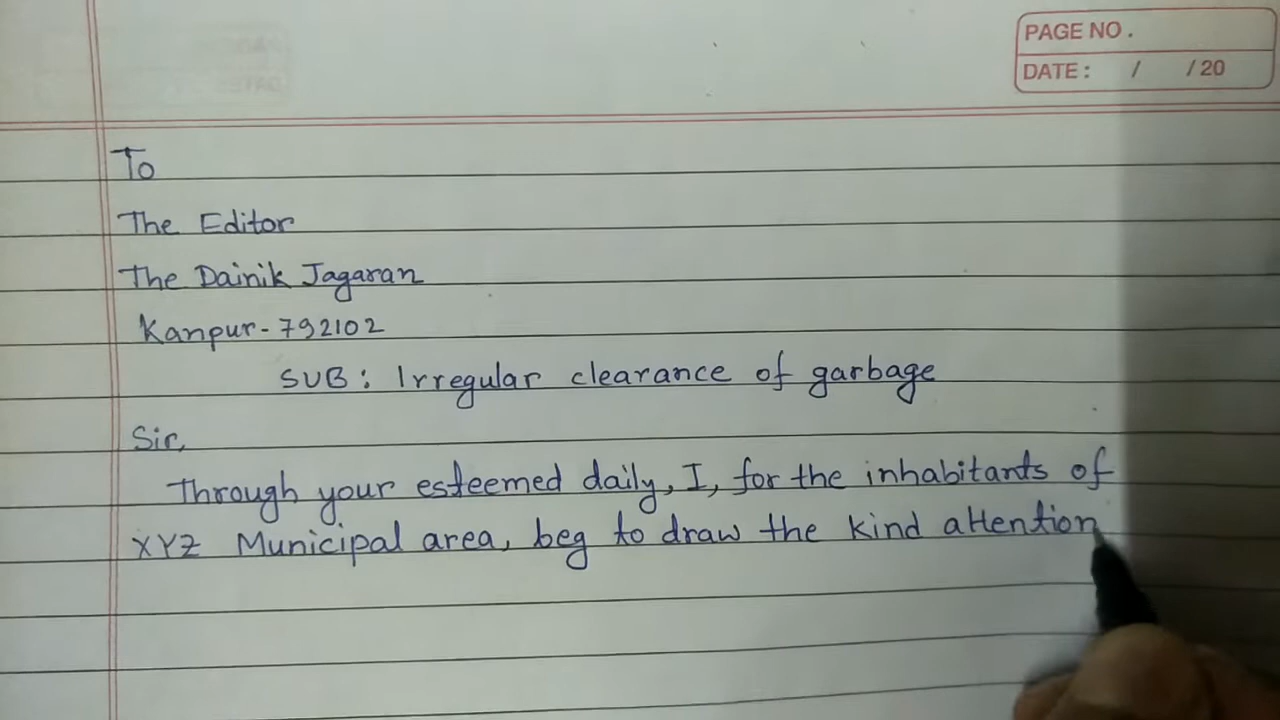 PAGE NO.
DATE: / /20
To
The Editor
The Dainik Jagaran
Kanpur-792102
SUB: Irregular clearance of garbage
Sir,
Through your esteemed daily, I, for the inhabitants of
XYZ Municipal area, beg to draw the kind attention